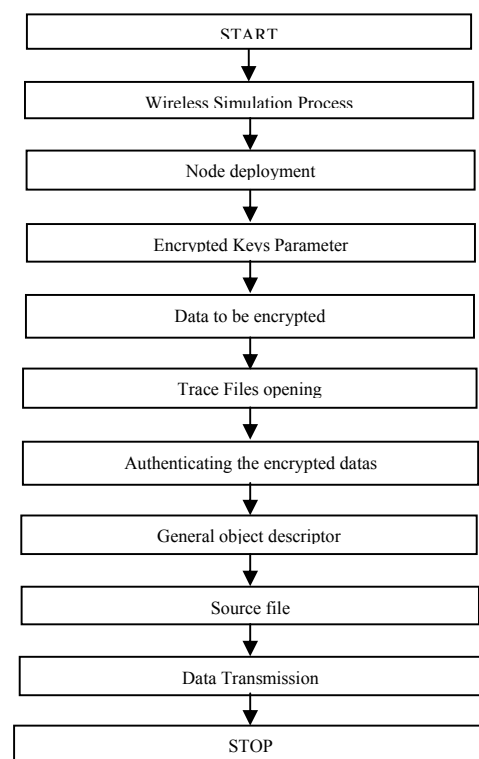 START
Wireless Simulation Process
Node deployment
Encrypted Keys Parameter
Data to be encrypted
Trace Files opening
Authenticating the encrypted datas
General object descriptor
Source file
Data Transmission
STOP